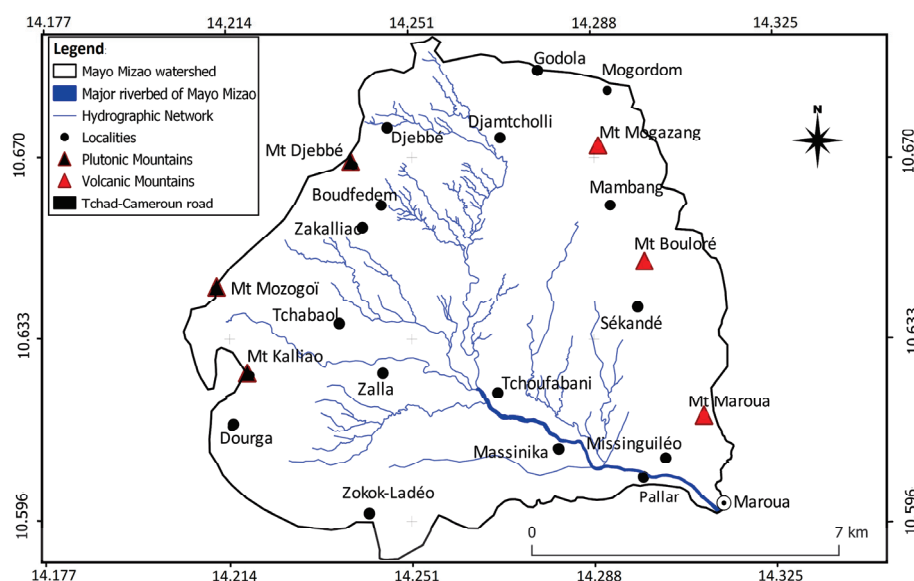 14.177 14.214 14.251 14.288 14.325
Legend:
Mayo Mizao watershed
Major riverbed of Mayo Mizao
Hydrographic Network
Localities
Plutonic Mountains
Volcanic Mountains
Tchad-Cameroun road
N
Godola
Mogordom
Djebbé
Djamtcholli
Mt Mogazang
10.670 10.670
Mt Djebbé
Boudfedem
Mambang
Zakalliao
Mt Bouloré
Mt Mozogoï
Tchabaol
Sékandé
10.633 10.633
Mt Kalliao
Zalla
Tchoufabani
Mt Maroua
Dourga
Massinika
Missinguiléo
Zokok-Ladéo
Pallar
Maroua
10.596 10.596
0 7 km
14.177 14.214 14.251 14.288 14.325